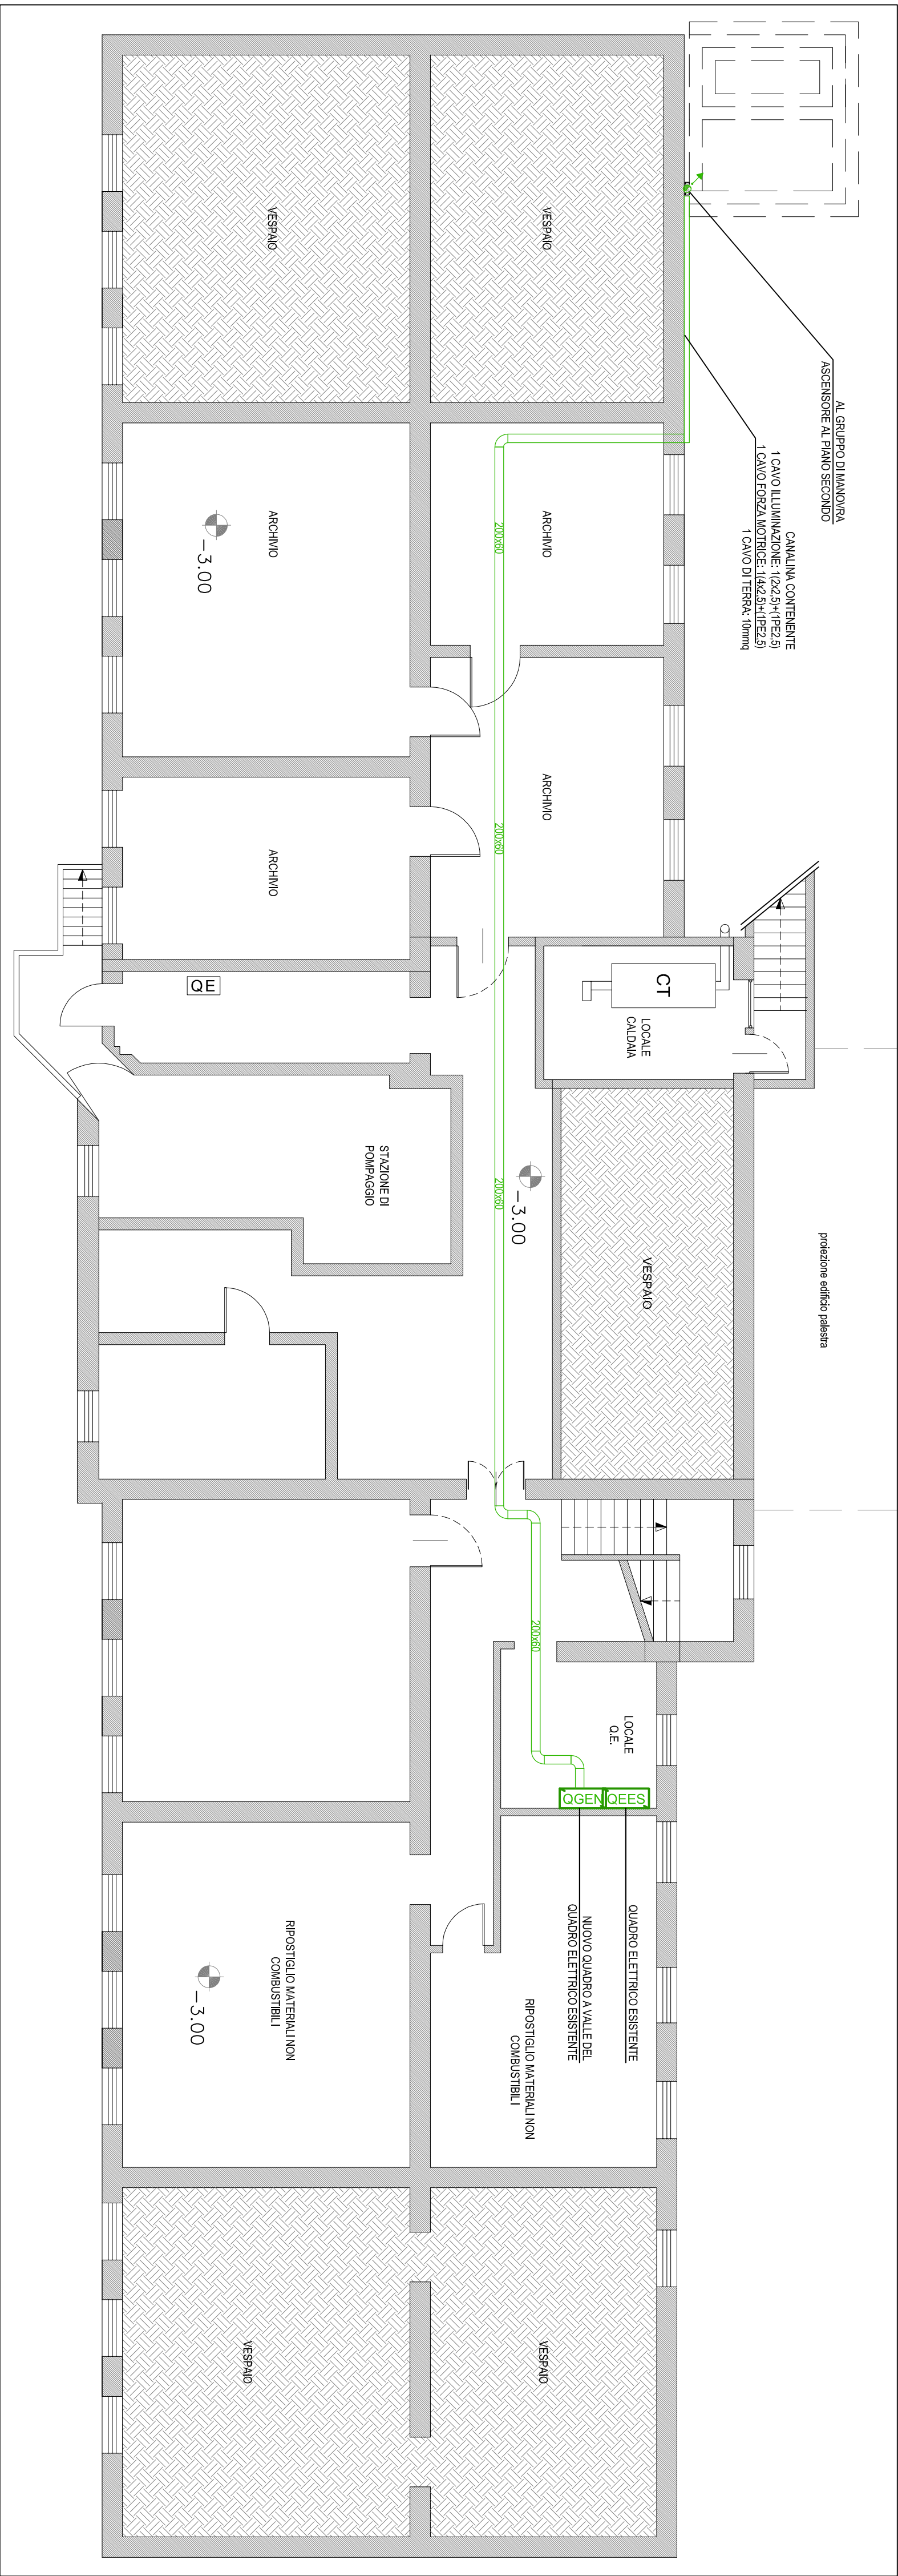 AL GRUPPO DI MANOVRA
ASCENSORE AL PIANO SECONDO
CANALINA CONTENENTE
1 CAVO ILLUMINAZIONE: 1(2x2,5)+(1PE2,5)
1 CAVO FORZA MOTRICE: 1(4x2,5)+(1PE2,5)
1 CAVO DI TERRA: 10mmq
proiezione edificio palestra
VESPAIO
VESPAIO
ARCHIVIO
200x60
ARCHIVIO
-3.00
ARCHIVIO
200x60
ARCHIVIO
QE
CT
LOCALE
CALDAIA
STAZIONE DI
POMPAGGIO
-3.00
200x60
VESPAIO
200x60
LOCALE
Q.E.
QGEN
QEES
QUADRO ELETTRICO ESISTENTE
NUOVO QUADRO A VALLE DEL
QUADRO ELETTRICO ESISTENTE
RIPOSTIGLIO MATERIALI NON
COMBUSTIBILI
RIPOSTIGLIO MATERIALI NON
COMBUSTIBILI
-3.00
VESPAIO
VESPAIO